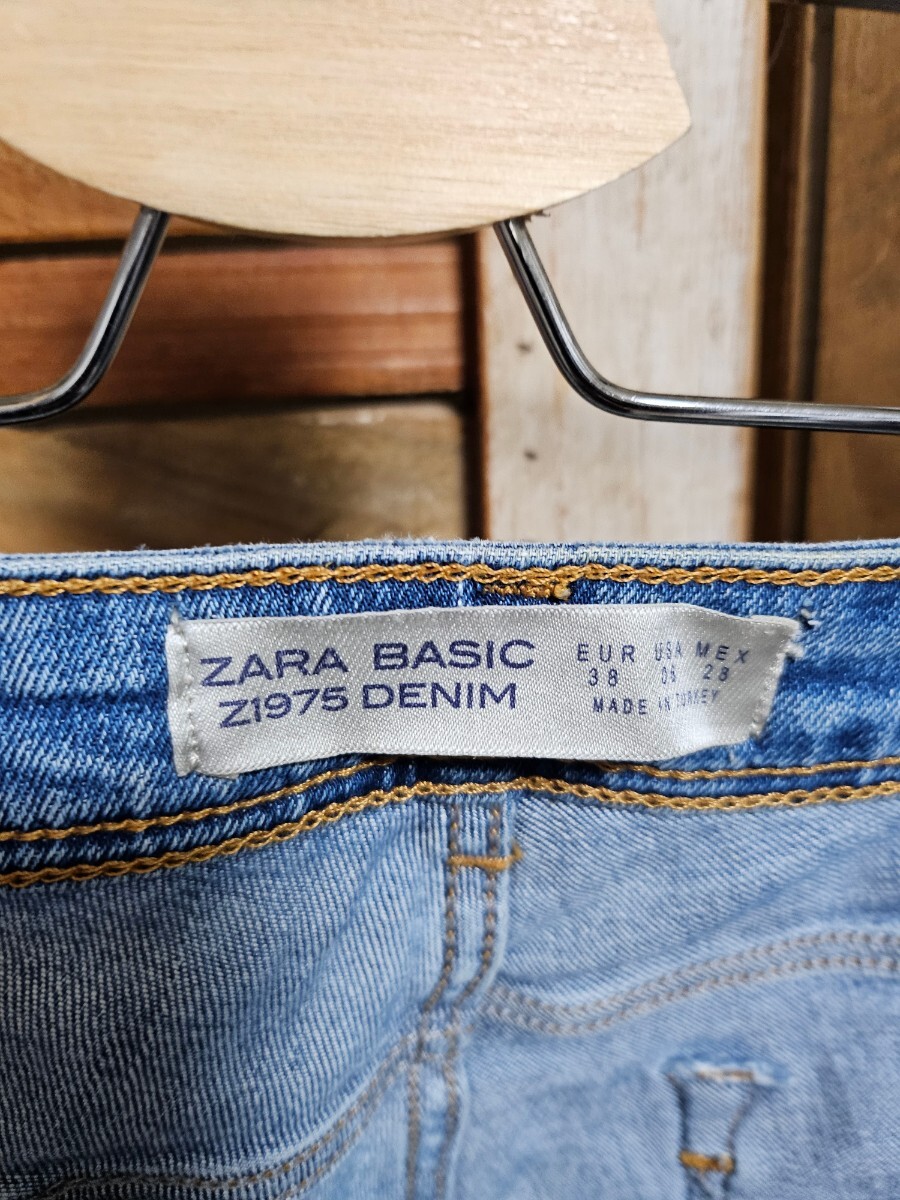 ZARA BASIC
Z1975 DENIM
EUR USA MEX
38 06 28
MADE IN TURKEY